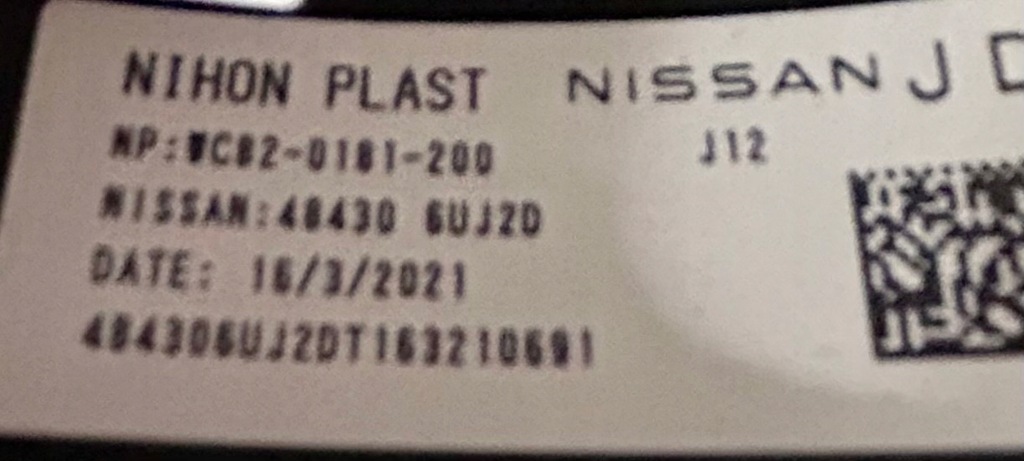 NIHON PLAST NISSAN J D
NP:WC82-0181-200 J12
NISSAN:48430 6UJ2D
DATE: 16/3/2021
484306UJ2DT163210691